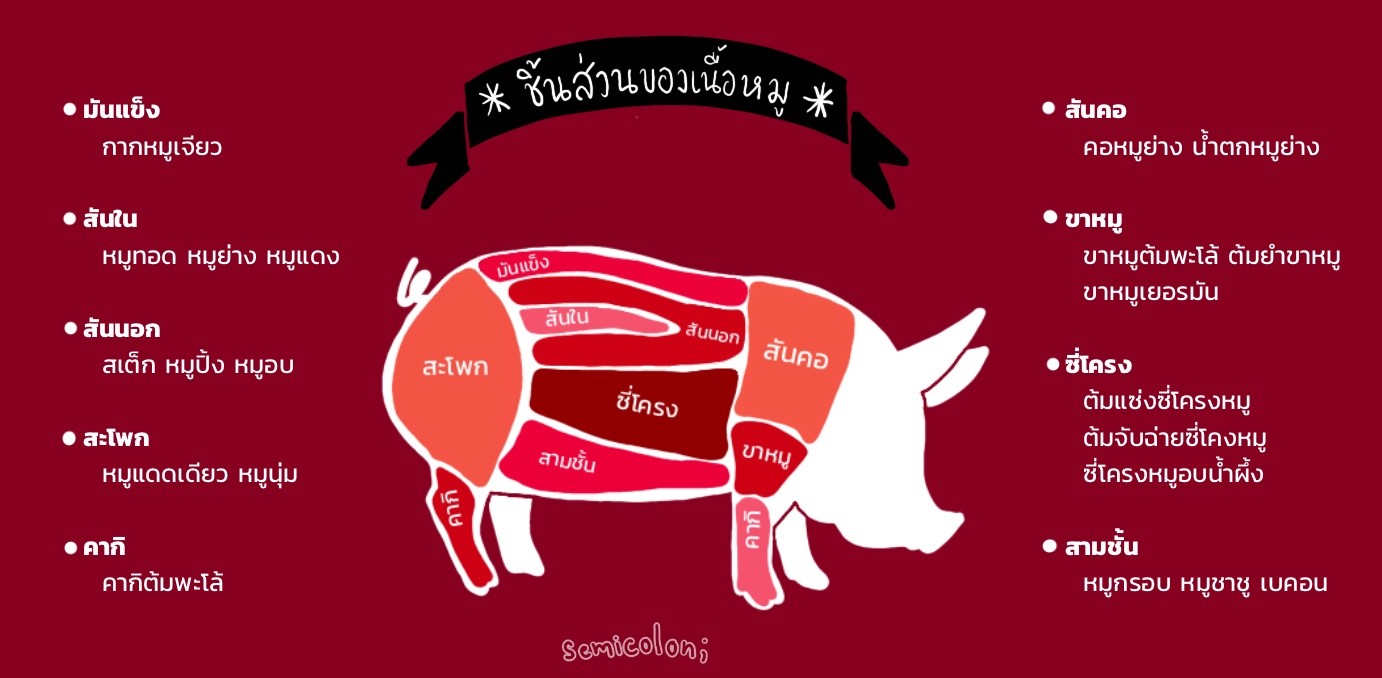 * ชิ้นส่วนของเนื้อหมู *
มันแข็ง
กากหมูเจียว
สันใน
หมูทอด หมูย่าง หมูแดง
สันนอก
สเต็ก หมูปิ้ง หมูอบ
สะโพก
หมูแดดเดียว หมูนุ่ม
คากิ
คากิต้มพะโล้
มันแข็ง
สันใน
สันนอก
สันคอ
สะโพก
ซี่โครง
สามชั้น
ขาหมู
คากิ
คากิ
สันคอ
คอหมูย่าง น้ำตกหมูย่าง
ขาหมู
ขาหมูต้มพะโล้ ต้มยำขาหมู
ขาหมูเยอรมัน
ซี่โครง
ต้มแซ่งซี่โครงหมู
ต้มจับฉ่ายซี่โคงหมู
ซี่โครงหมูอบน้ำผึ้ง
สามชั้น
หมูกรอบ หมูชาชู เบคอน
semicolon;